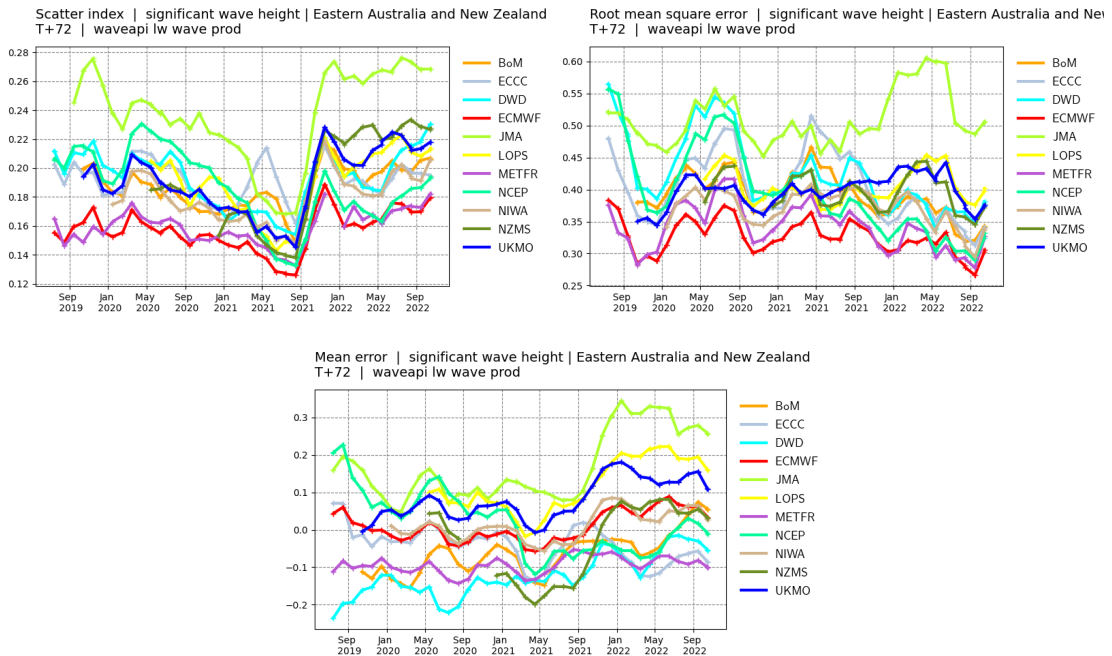 Scatter index | significant wave height | Eastern Australia and New Zealand
T+72 | waveapi lw wave prod
0.28
0.26
0.24
0.22
0.20
0.18
0.16
0.14
0.12
Sep 2019
Jan 2020
May 2020
Sep 2020
Jan 2021
May 2021
Sep 2021
Jan 2022
May 2022
Sep 2022
BoM
ECCC
DWD
ECMWF
JMA
LOPS
METFR
NCEP
NIWA
NZMS
UKMO
Root mean square error | significant wave height | Eastern Australia and Ne
T+72 | waveapi lw wave prod
0.60
0.55
0.50
0.45
0.40
0.35
0.30
0.25
Sep 2019
Jan 2020
May 2020
Sep 2020
Jan 2021
May 2021
Sep 2021
Jan 2022
May 2022
Sep 2022
BoM
ECCC
DWD
ECMWF
JMA
LOPS
METFR
NCEP
NIWA
NZMS
UKMO
Mean error | significant wave height | Eastern Australia and New Zealand
T+72 | waveapi lw wave prod
0.3
0.2
0.1
0.0
−0.1
−0.2
Sep 2019
Jan 2020
May 2020
Sep 2020
Jan 2021
May 2021
Sep 2021
Jan 2022
May 2022
Sep 2022
BoM
ECCC
DWD
ECMWF
JMA
LOPS
METFR
NCEP
NIWA
NZMS
UKMO